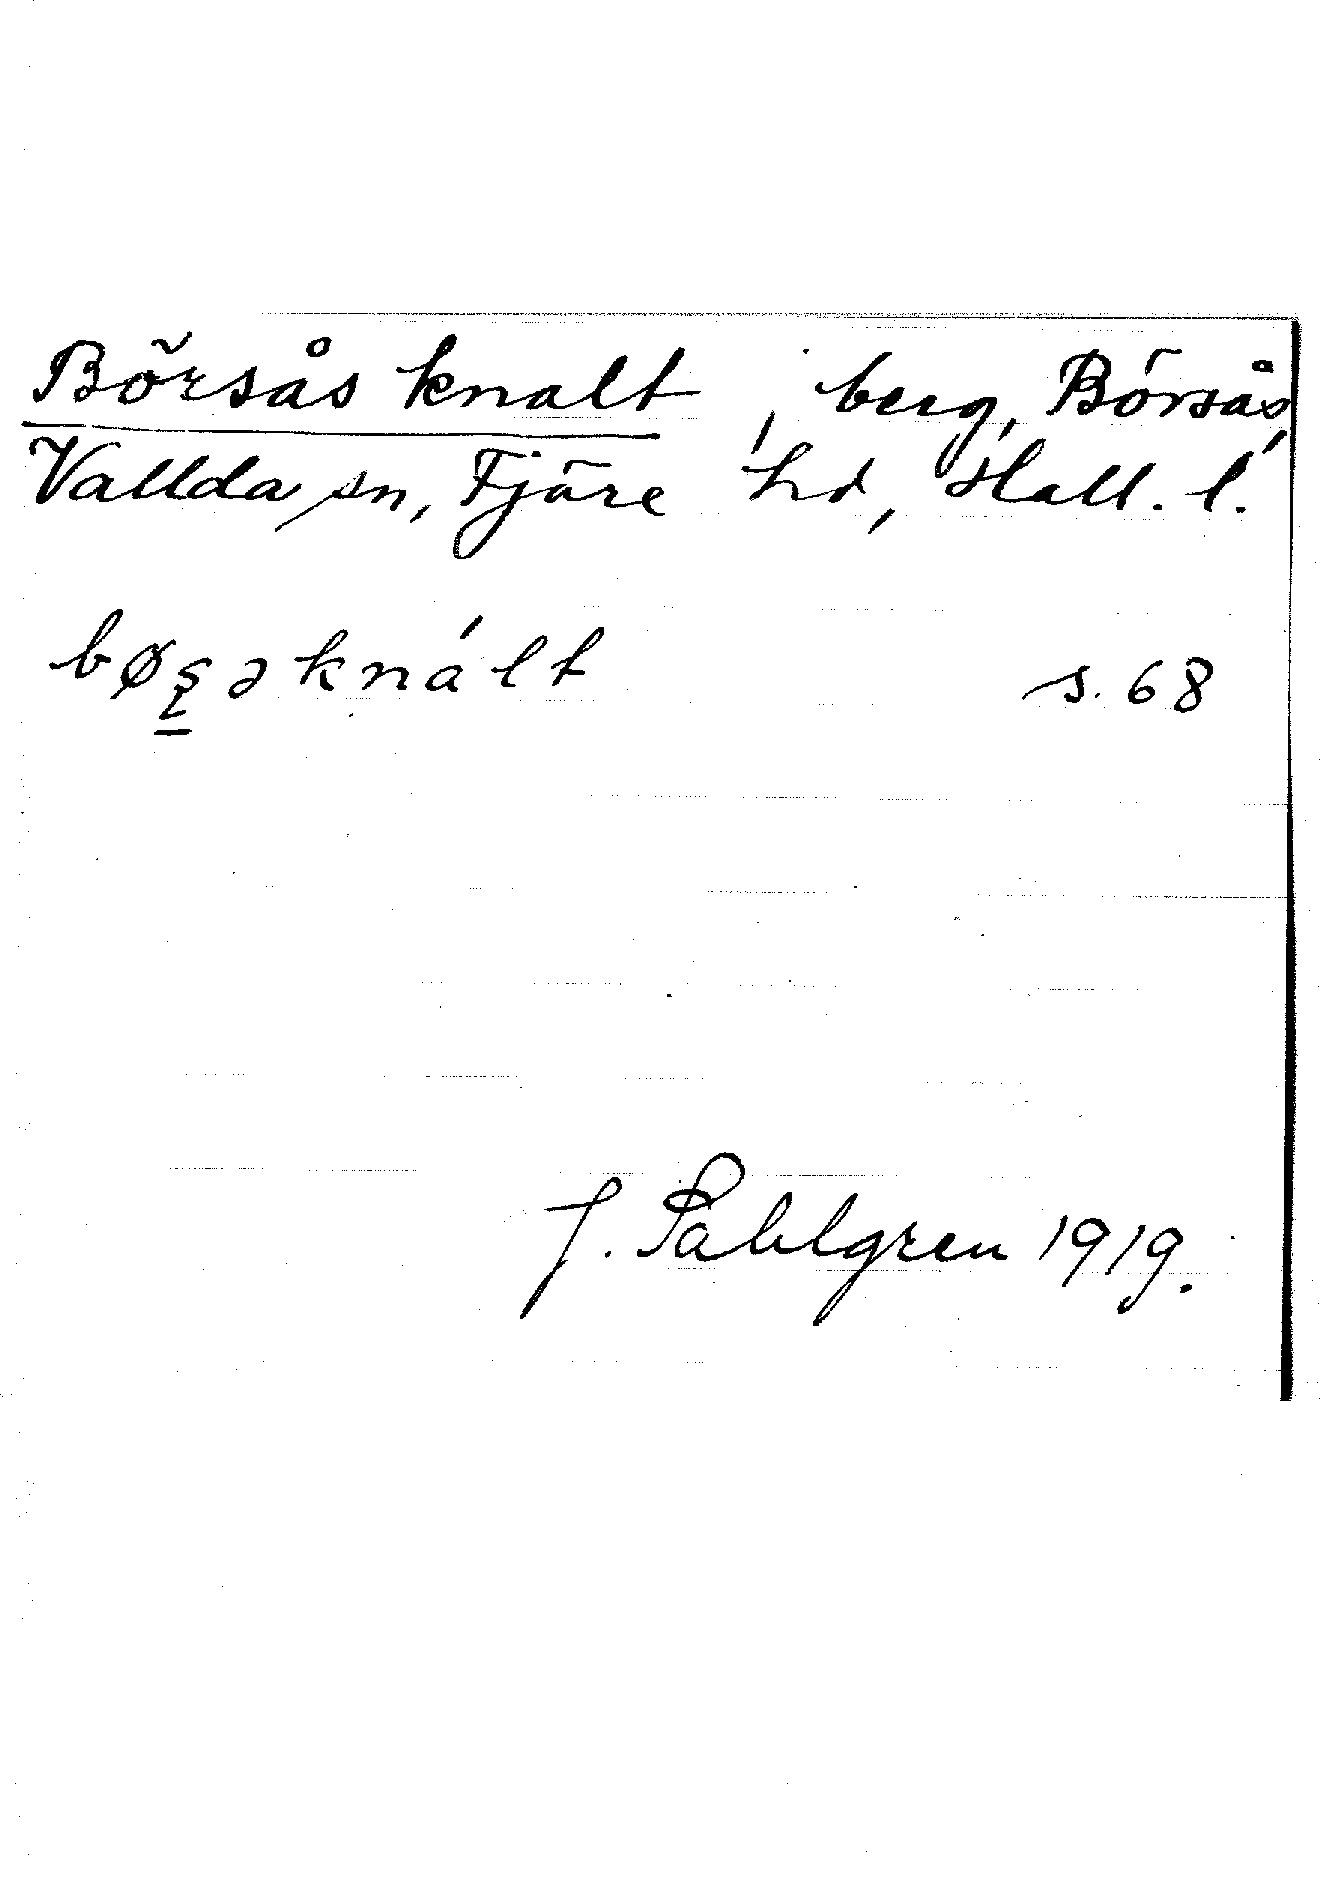 Börsås knalt, berg, Börsås,
Vallda sn, Fjäre hd, Hall. l.
bøʂəknált s. 68
J. Sahlgren 1919.